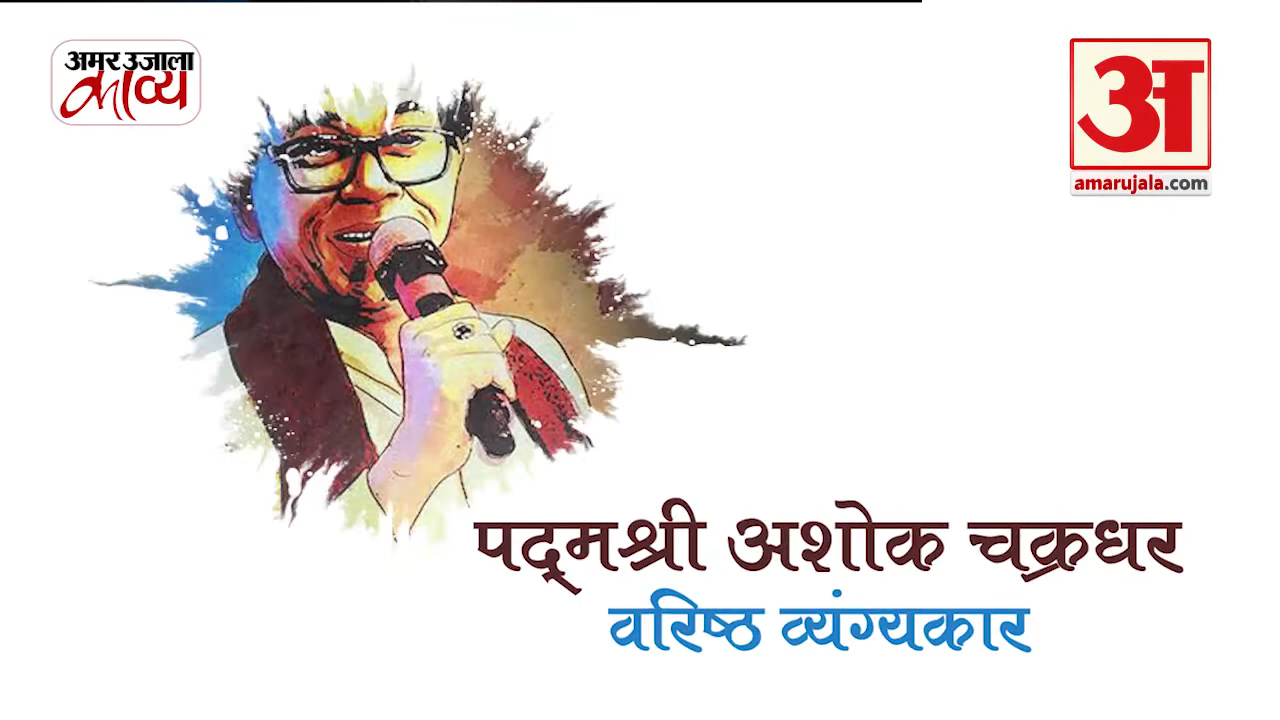 अमर उजाला
काव्य
अ
amarujala.com
पद्मश्री अशोक चक्रधर
वरिष्ठ व्यंग्यकार